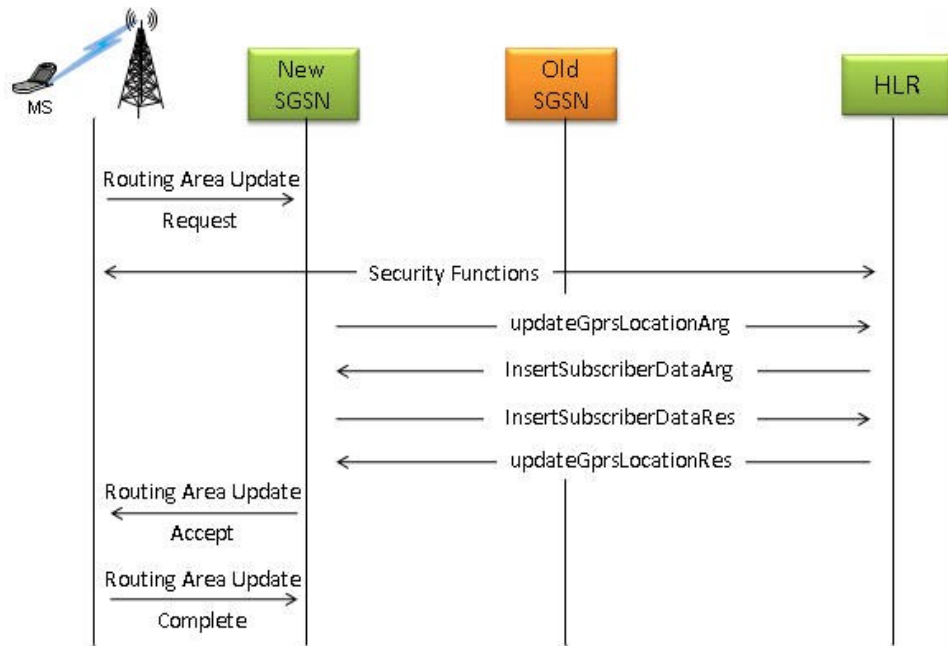 MS
New
SGSN
Old
SGSN
HLR
Routing Area Update
Request
Security Functions
updateGprsLocationArg
InsertSubscriberDataArg
InsertSubscriberDataRes
updateGprsLocationRes
Routing Area Update
Accept
Routing Area Update
Complete